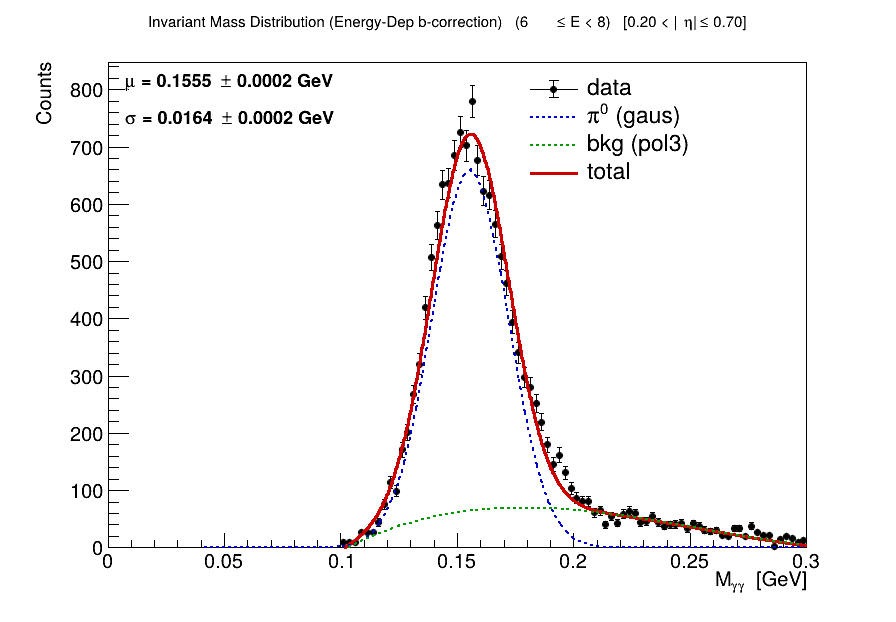 Invariant Mass Distribution (Energy-Dep b-correction) (6 ≤ E < 8) [0.20 < | η| ≤ 0.70]
Counts
μ = 0.1555 ± 0.0002 GeV
σ = 0.0164 ± 0.0002 GeV
data
π⁰ (gaus)
bkg (pol3)
total
800
700
600
500
400
300
200
100
0
0 0.05 0.1 0.15 0.2 0.25 0.3
Mγγ [GeV]